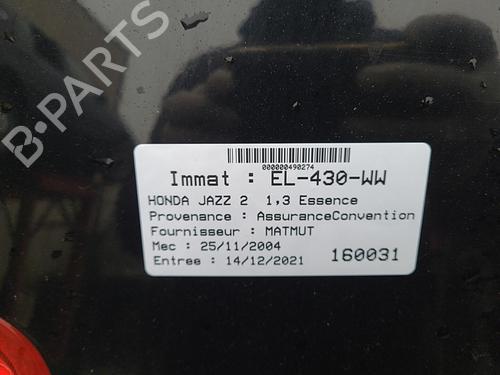 B-PARTS
000000490274
Immat : EL-430-WW
HONDA JAZZ 2 1,3 Essence
Provenance : AssuranceConvention
Fournisseur : MATMUT
Mec : 25/11/2004
Entree : 14/12/2021 160031